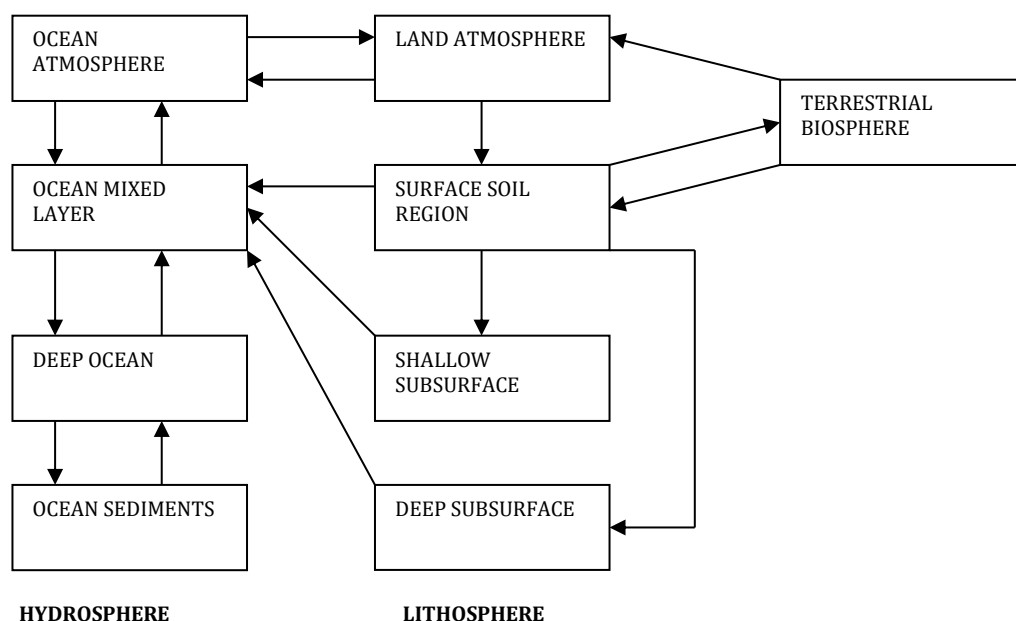 OCEAN
ATMOSPHERE
LAND ATMOSPHERE
TERRESTRIAL
BIOSPHERE
OCEAN MIXED
LAYER
SURFACE SOIL
REGION
DEEP OCEAN
SHALLOW
SUBSURFACE
OCEAN SEDIMENTS
DEEP SUBSURFACE
HYDROSPHERE
LITHOSPHERE